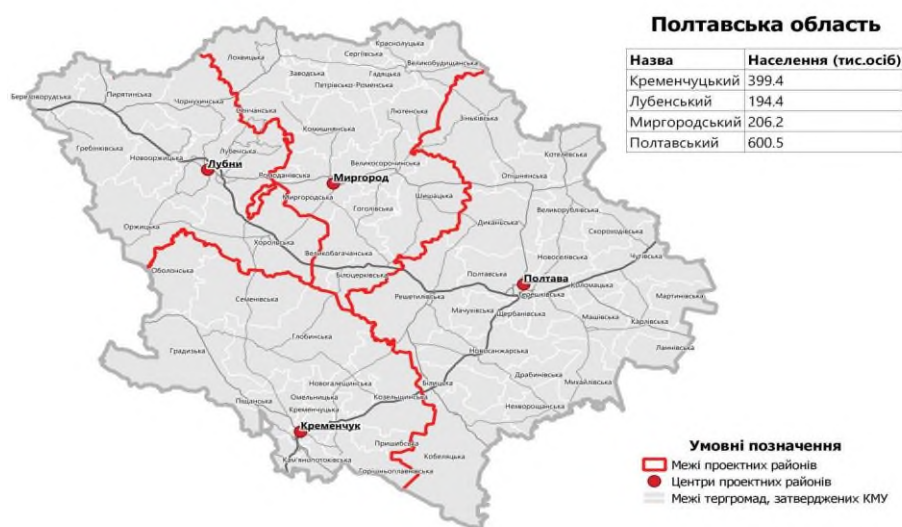 Полтавська область
Назва Населення (тис.осіб)
Кременчуцький 399.4
Лубенський 194.4
Миргородський 206.2
Полтавський 600.5
Краснолуцька
Лохвицька
Сергіївська
Великобудищанська
Заводська
Гадяцька
Петрівсько-Роменська
Березоворудська
Пирятинська
Чорнухинська
Сенчанська
Лютенська
Зіньківська
Комишнянська
Гребінківська
Новооржицька
Лубенська
Великосорочинська
Котелевська
Лубни
Миргород
Опішнянська
Миргородська
Шишацька
Гоголівська
Великорублівська
Диканьська
Скороходівська
Оржицька
Хорольська
Великобагачанська
Чутівська
Новоселівська
Оболонська
Білоцерківська
Полтавська
Полтава
Коломацька
Семенівська
Решетилівська
Терешківська
Мартинівська
Мачухівська
Щербанівська
Машівська
Карлівська
Глобинська
Градизька
Новосанжарська
Ланнівська
Драбинівська
Новогалещинська
Білицька
Михайлівська
Піщанська
Омельницька
Козельщинська
Кременчуцька
Нехворощанська
Кременчук
Пришибська
Кам'янопотоківська
Кобеляцька
Горішньоплавнівська
Умовні позначення
Межі проектних районів
Центри проектних районів
Межі тергромад, затверджених КМУ